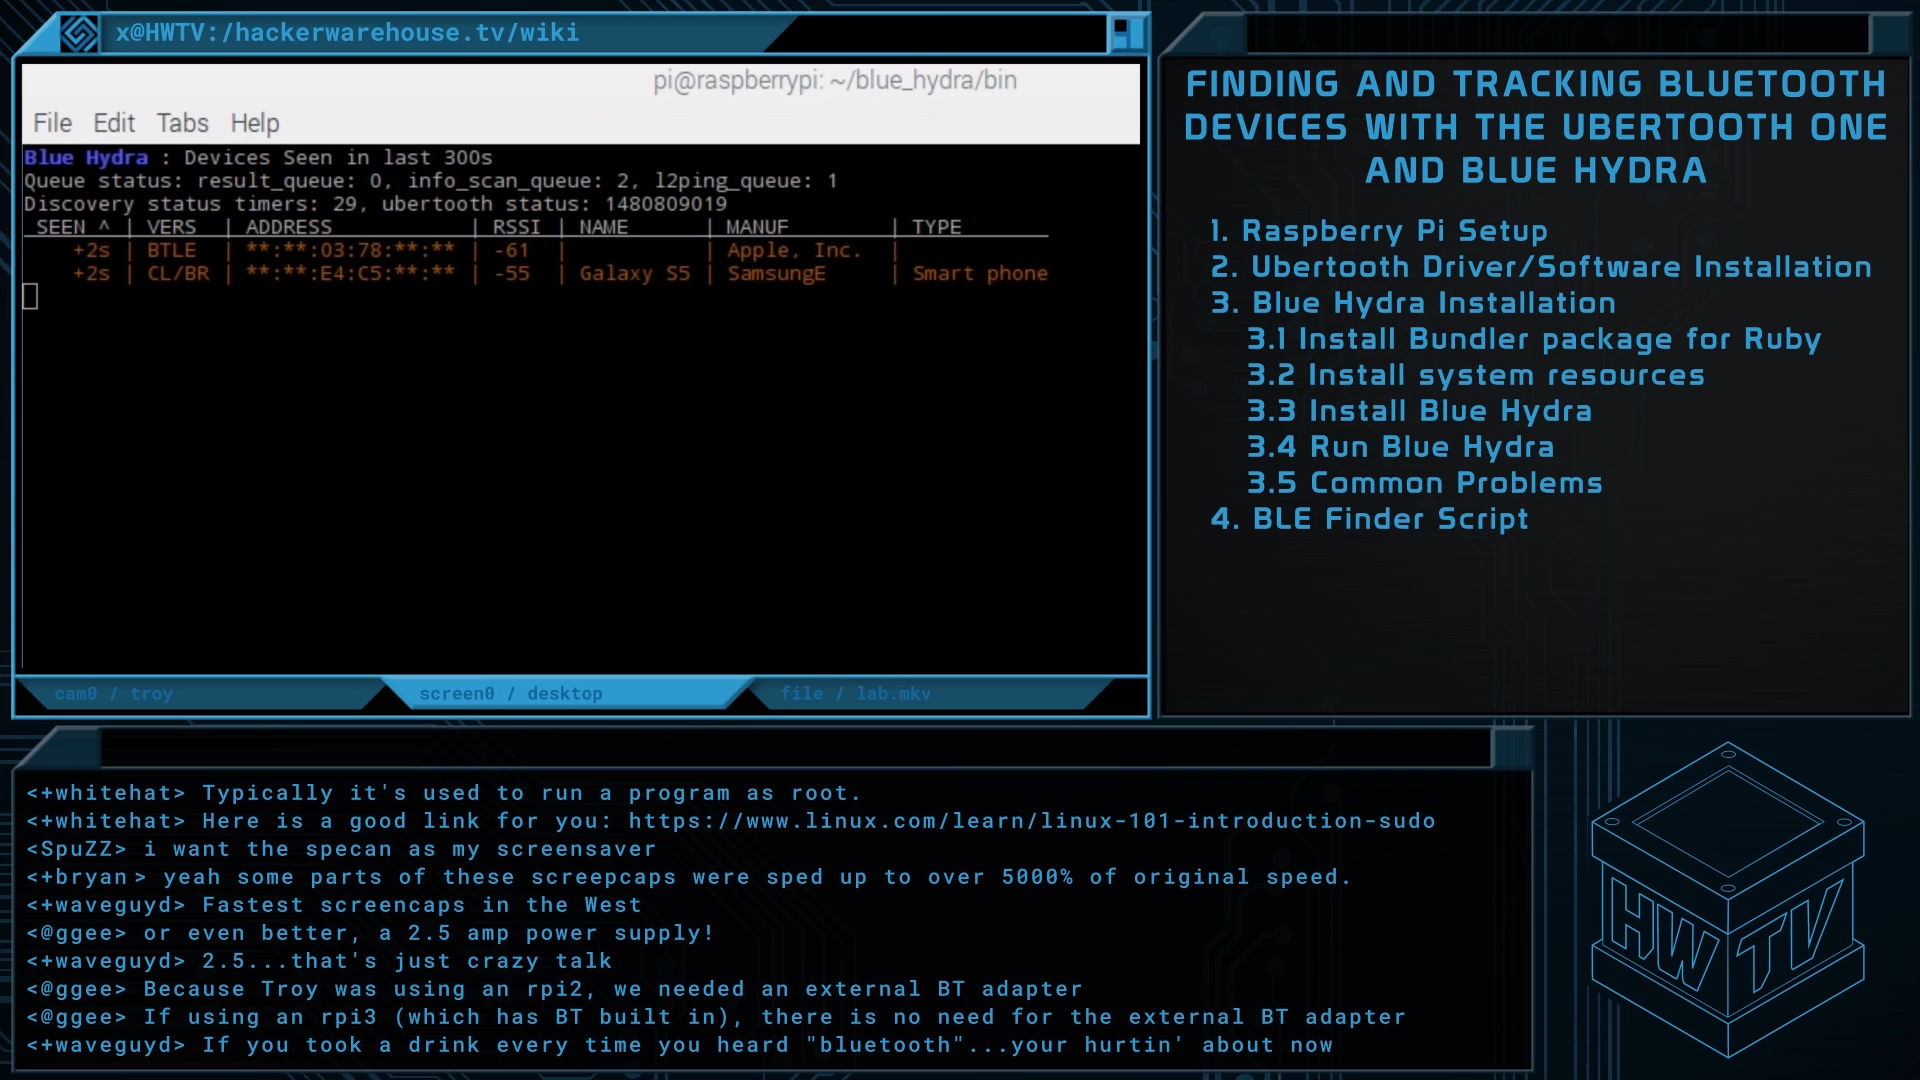 x@HWTV:/hackerwarehouse.tv/wiki
pi@raspberrypi: ~/blue_hydra/bin
File Edit Tabs Help
Blue Hydra : Devices Seen in last 300s
Queue status: result_queue: 0, info_scan_queue: 2, l2ping_queue: 1
Discovery status timers: 29, ubertooth status: 1480809019
SEEN ^ | VERS | ADDRESS | RSSI | NAME | MANUF | TYPE
+2s | BTLE | **:**:03:78:**:** | -61 | | Apple, Inc. |
+2s | CL/BR | **:**:E4:C5:**:** | -55 | Galaxy S5 | SamsungE | Smart phone
cam0 / troy
screen0 / desktop
file / lab.mkv
FINDING AND TRACKING BLUETOOTH
DEVICES WITH THE UBERTOOTH ONE
AND BLUE HYDRA
1. Raspberry Pi Setup
2. Ubertooth Driver/Software Installation
3. Blue Hydra Installation
3.1 Install Bundler package for Ruby
3.2 Install system resources
3.3 Install Blue Hydra
3.4 Run Blue Hydra
3.5 Common Problems
4. BLE Finder Script
<+whitehat> Typically it's used to run a program as root.
<+whitehat> Here is a good link for you: https://www.linux.com/learn/linux-101-introduction-sudo
<SpuZZ> i want the specan as my screensaver
<+bryan> yeah some parts of these screepcaps were sped up to over 5000% of original speed.
<+waveguyd> Fastest screencaps in the West
<@ggee> or even better, a 2.5 amp power supply!
<+waveguyd> 2.5...that's just crazy talk
<@ggee> Because Troy was using an rpi2, we needed an external BT adapter
<@ggee> If using an rpi3 (which has BT built in), there is no need for the external BT adapter
<+waveguyd> If you took a drink every time you heard "bluetooth"...your hurtin' about now
HW TV